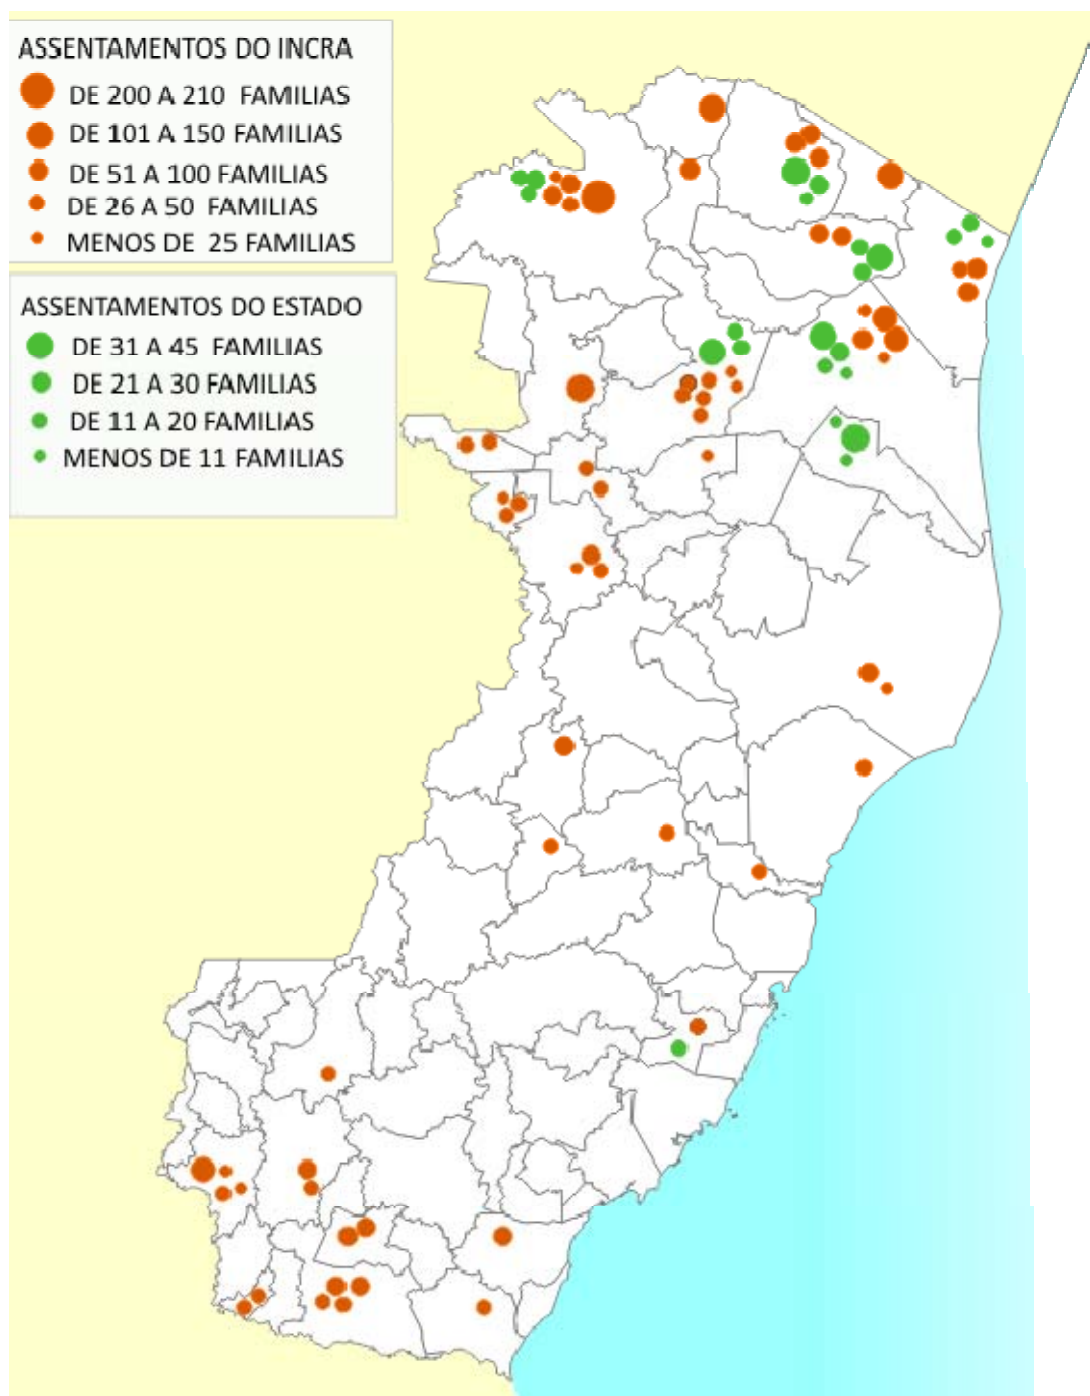 ASSENTAMENTOS DO INCRA
DE 200 A 210 FAMILIAS
DE 101 A 150 FAMILIAS
DE 51 A 100 FAMILIAS
DE 26 A 50 FAMILIAS
MENOS DE 25 FAMILIAS
ASSENTAMENTOS DO ESTADO
DE 31 A 45 FAMILIAS
DE 21 A 30 FAMILIAS
DE 11 A 20 FAMILIAS
MENOS DE 11 FAMILIAS